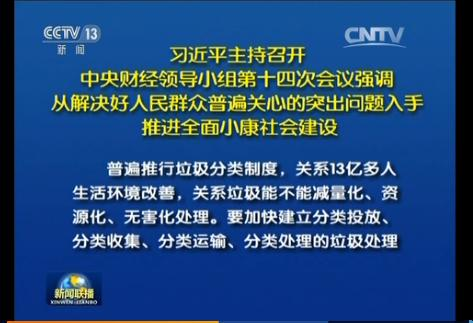 CCTV 13
新闻
CNTV
习近平主持召开
中央财经领导小组第十四次会议强调
从解决好人民群众普遍关心的突出问题入手
推进全面小康社会建设
普遍推行垃圾分类制度，关系13亿多人
生活环境改善，关系垃圾能不能减量化、资
源化、无害化处理。要加快建立分类投放、
分类收集、分类运输、分类处理的垃圾处理
新闻联播
XINWEN LIANBO